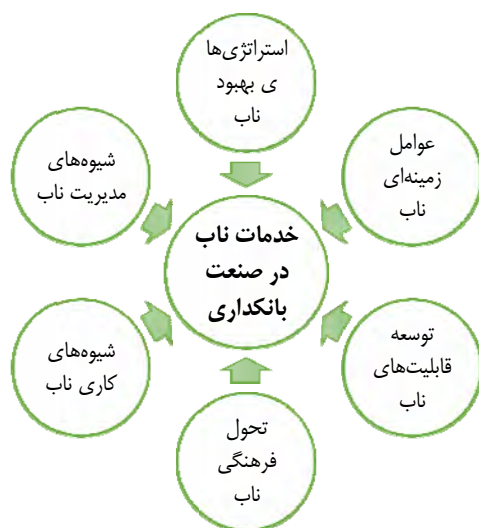 استراتژی‌ها
ی بهبود
ناب
عوامل
زمینه‌ای
ناب
شیوه‌های
مدیریت ناب
خدمات ناب
در صنعت
بانکداری
توسعه
قابلیت‌های
ناب
شیوه‌های
کاری ناب
تحول
فرهنگی
ناب